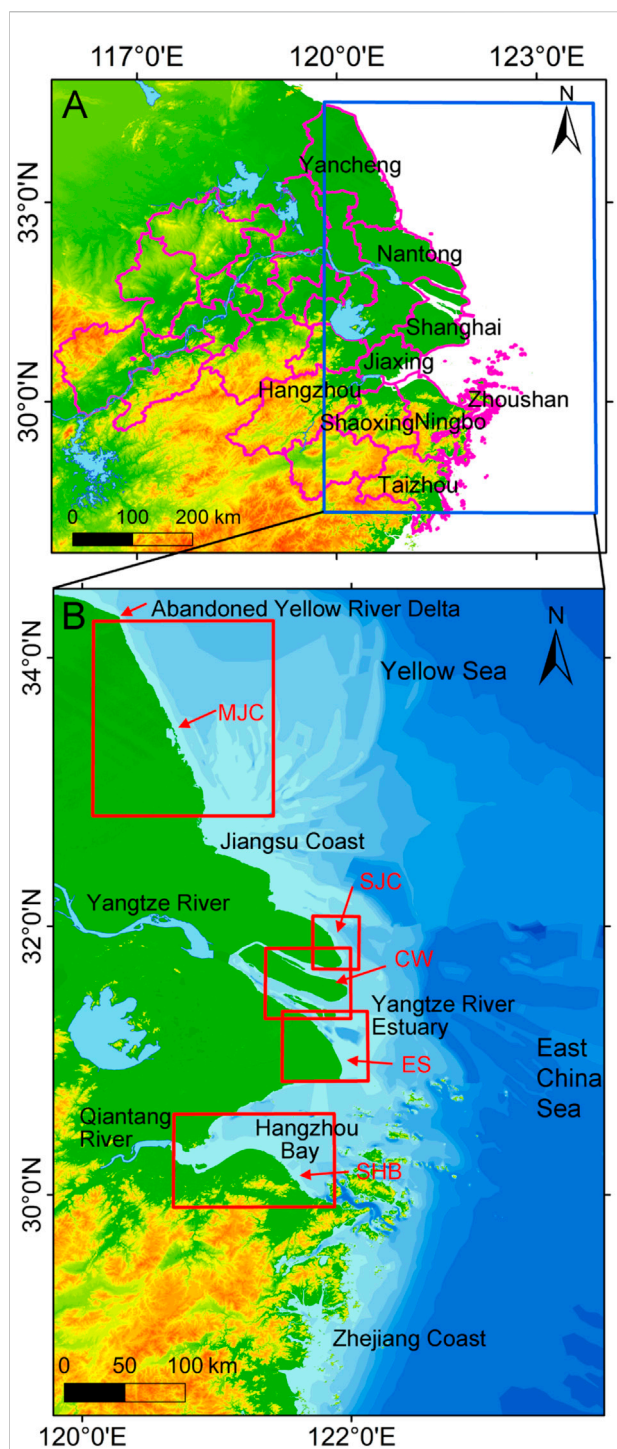 117°0'E 120°0'E 123°0'E
A
N
Yancheng
33°0'N
Nantong
Shanghai
Jiaxing
Hangzhou
Zhoushan
30°0'N
Shaoxing Ningbo
Taizhou
0 100 200 km
B
Abandoned Yellow River Delta
N
34°0'N
Yellow Sea
MJC
Jiangsu Coast
SJC
Yangtze River
32°0'N
CW
Yangtze River
Estuary
ES
East
China
Sea
Qiantang
River
Hangzhou
Bay
SHB
30°0'N
Zhejiang Coast
0 50 100 km
120°0'E 122°0'E